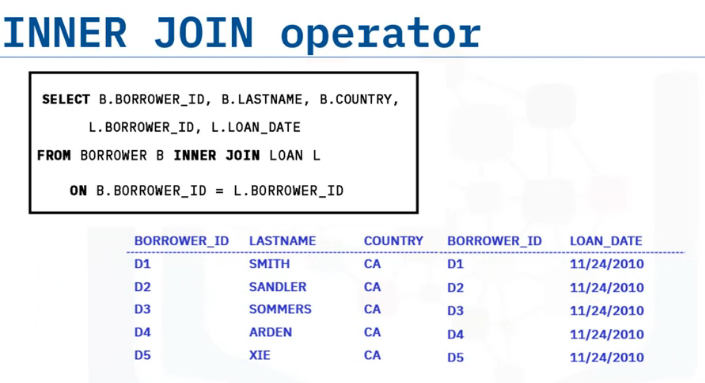 INNER JOIN operator
SELECT B.BORROWER_ID, B.LASTNAME, B.COUNTRY,
L.BORROWER_ID, L.LOAN_DATE
FROM BORROWER B INNER JOIN LOAN L
ON B.BORROWER_ID = L.BORROWER_ID
BORROWER_ID LASTNAME COUNTRY BORROWER_ID LOAN_DATE
D1 SMITH CA D1 11/24/2010
D2 SANDLER CA D2 11/24/2010
D3 SOMMERS CA D3 11/24/2010
D4 ARDEN CA D4 11/24/2010
D5 XIE CA D5 11/24/2010